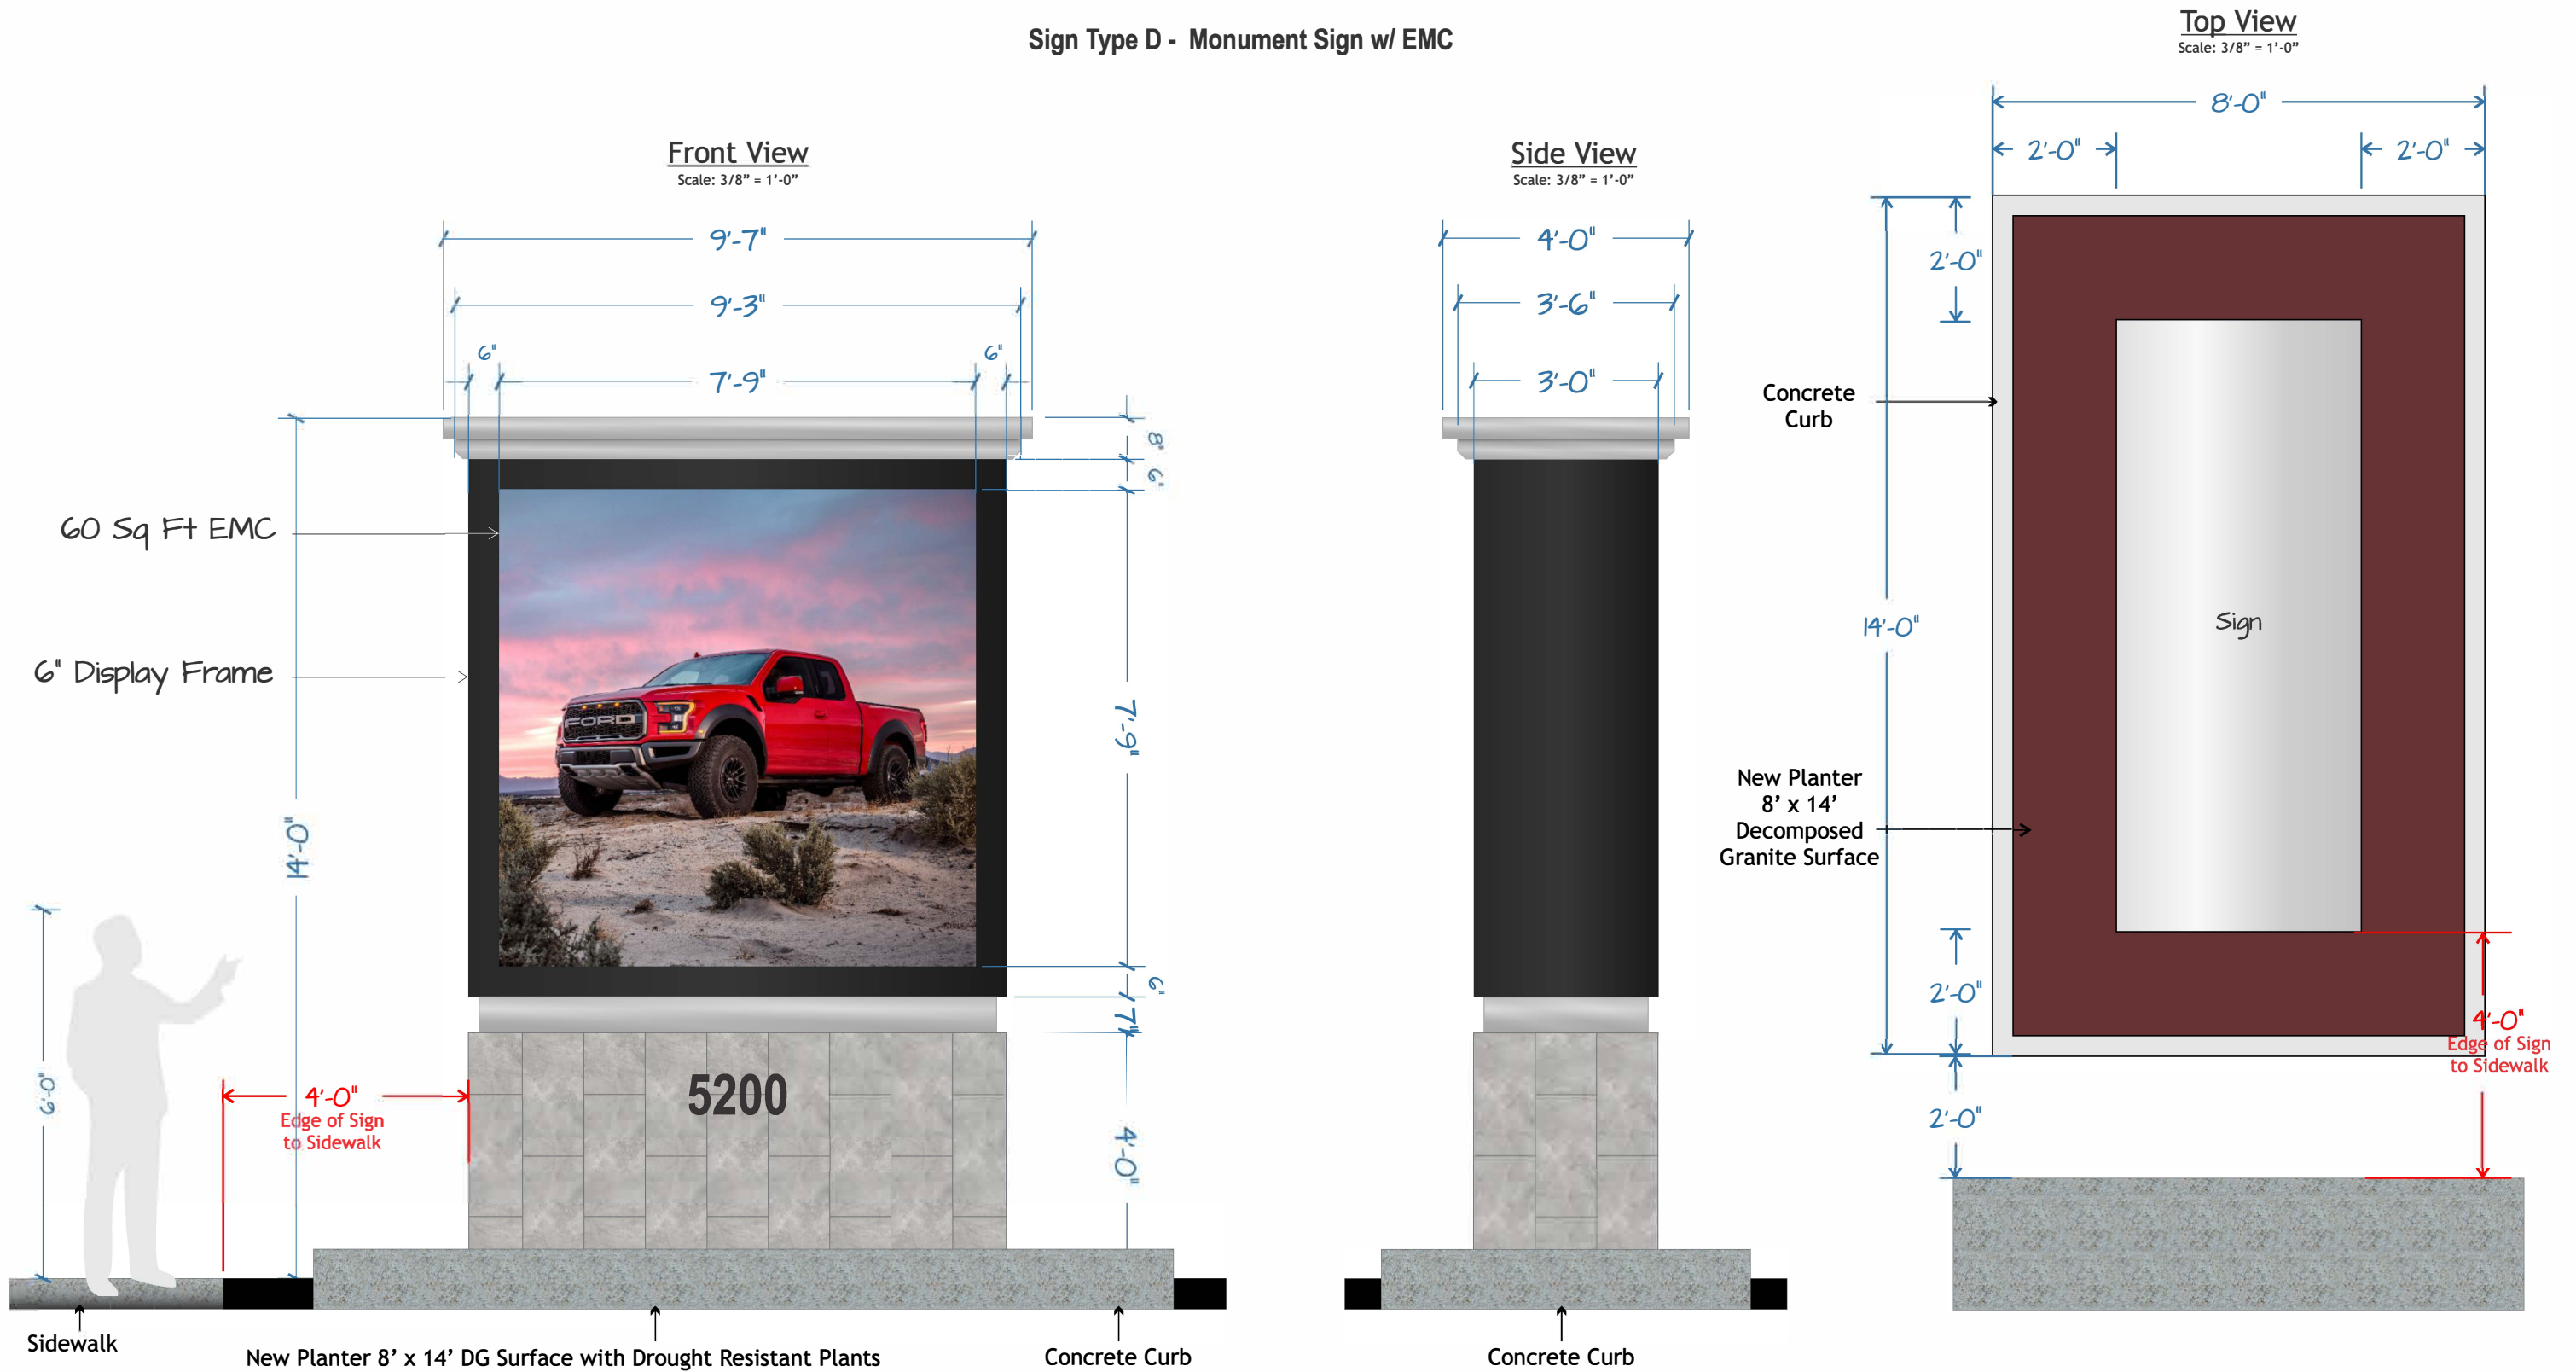 Sign Type D - Monument Sign w/ EMC
Front View
Scale: 3/8” = 1’-0”
9'-7"
9'-3"
6"
7'-9"
6"
8"
6"
7'-9"
6"
7"
4'-0"
60 Sq Ft EMC
6" Display Frame
14'-0"
6'-0"
4'-0"
Edge of Sign
to Sidewalk
FORD
5200
Sidewalk
New Planter 8’ x 14’ DG Surface with Drought Resistant Plants
Concrete Curb
Side View
Scale: 3/8” = 1’-0”
4'-0"
3'-6"
3'-0"
Concrete Curb
Top View
Scale: 3/8” = 1’-0”
8'-0"
2'-0"
2'-0"
2'-0"
Concrete
Curb
14'-0"
Sign
New Planter
8’ x 14’
Decomposed
Granite Surface
2'-0"
4'-0"
Edge of Sign
to Sidewalk
2'-0"